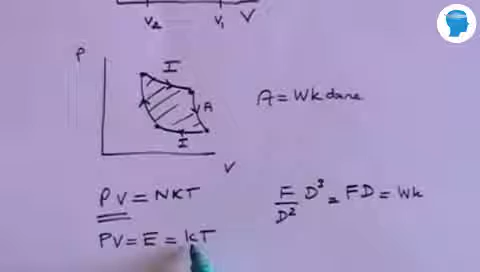 V₂ V₁ V
P
I
A
I
V
A = Wk done
PV = NKT
F/D² D³ = FD = Wk
PV = E = kT